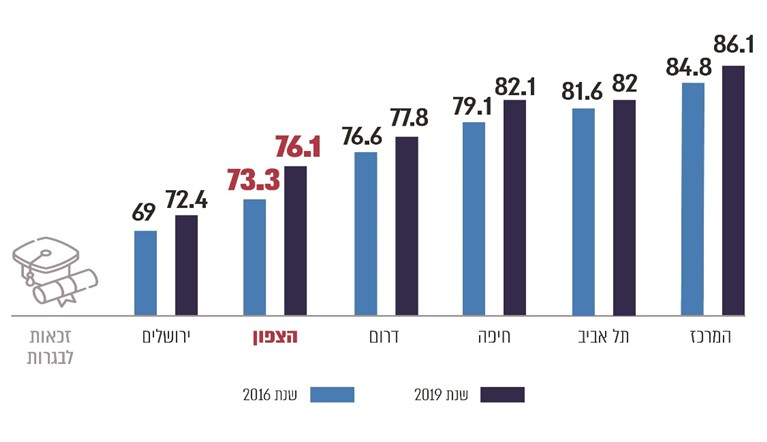 86.1
84.8
82
81.6
82.1
79.1
77.8
76.6
76.1
73.3
72.4
69
המרכז
תל אביב
חיפה
דרום
הצפון
ירושלים
זכאות
לבגרות
שנת 2019
שנת 2016